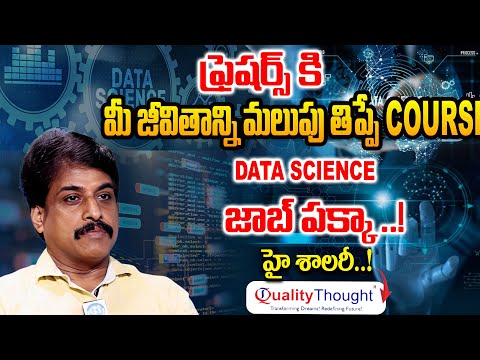 DATA
SCIENCE
ఫ్రెషర్స్ కి
మీ జీవితాన్ని మలుపు తిప్పే COURSE
DATA SCIENCE
జాబ్ పక్కా..!
హై శాలరీ..!
QualityThought®
Transforming Dreams! Redefining Future!